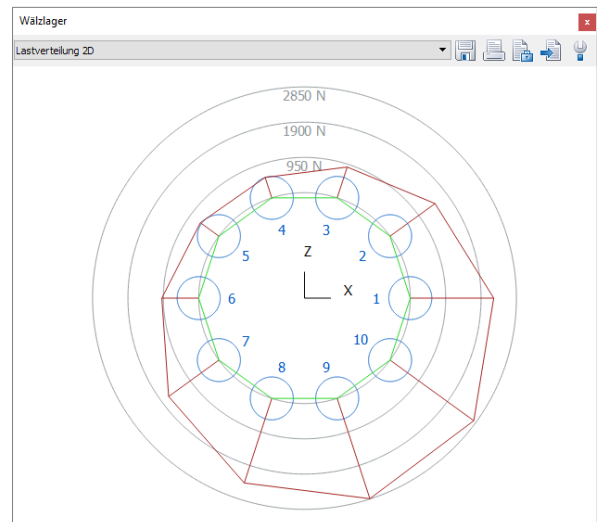 Wälzlager
x
Lastverteilung 2D
2850 N
1900 N
950 N
4 3
5 2
Z
X
6 1
7 10
8 9